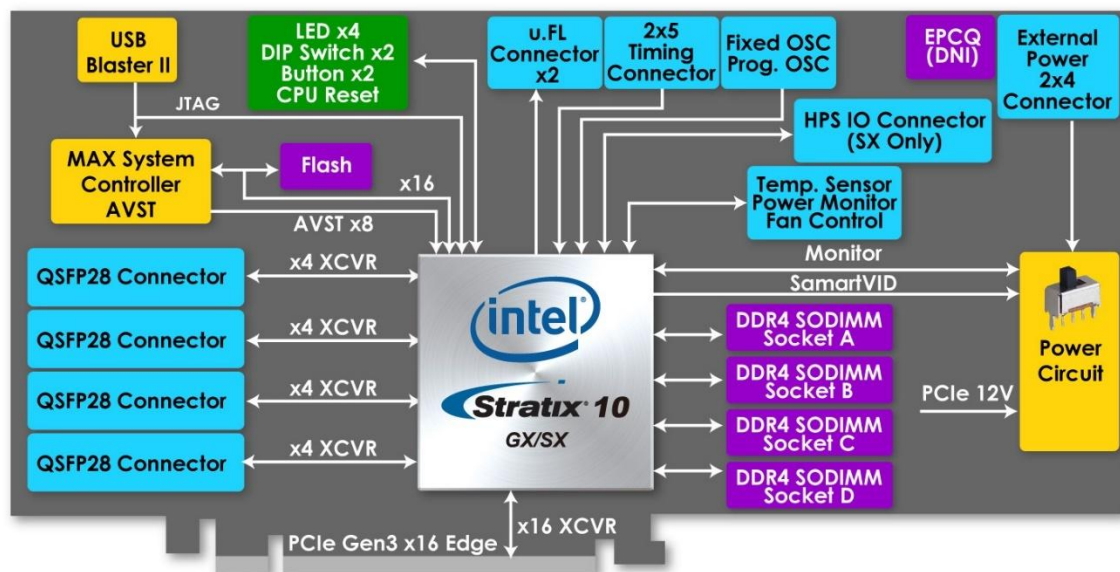 USB
Blaster II
JTAG
LED x4
DIP Switch x2
Button x2
CPU Reset
u.FL
Connector
x2
2x5
Timing
Connector
Fixed OSC
Prog. OSC
EPCQ
(DNI)
External
Power
2x4
Connector
MAX System
Controller
AVST
Flash
x16
AVST x8
HPS IO Connector
(SX Only)
Temp. Sensor
Power Monitor
Fan Control
Monitor
SamartVID
QSFP28 Connector
x4 XCVR
QSFP28 Connector
x4 XCVR
QSFP28 Connector
x4 XCVR
QSFP28 Connector
x4 XCVR
intel
Stratix® 10
GX/SX
DDR4 SODIMM
Socket A
DDR4 SODIMM
Socket B
DDR4 SODIMM
Socket C
DDR4 SODIMM
Socket D
Power
Circuit
PCIe 12V
x16 XCVR
PCIe Gen3 x16 Edge